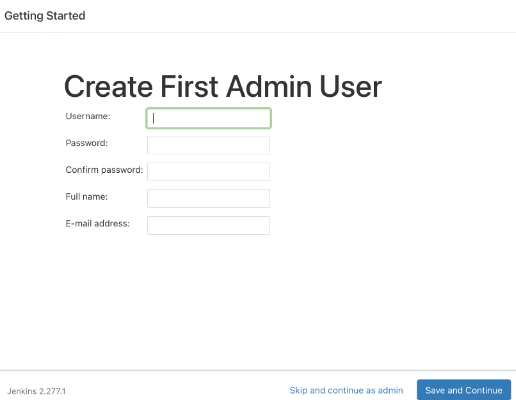 Getting Started
Create First Admin User
Username:
Password:
Confirm password:
Full name:
E-mail address:
Jenkins 2.277.1
Skip and continue as admin
Save and Continue